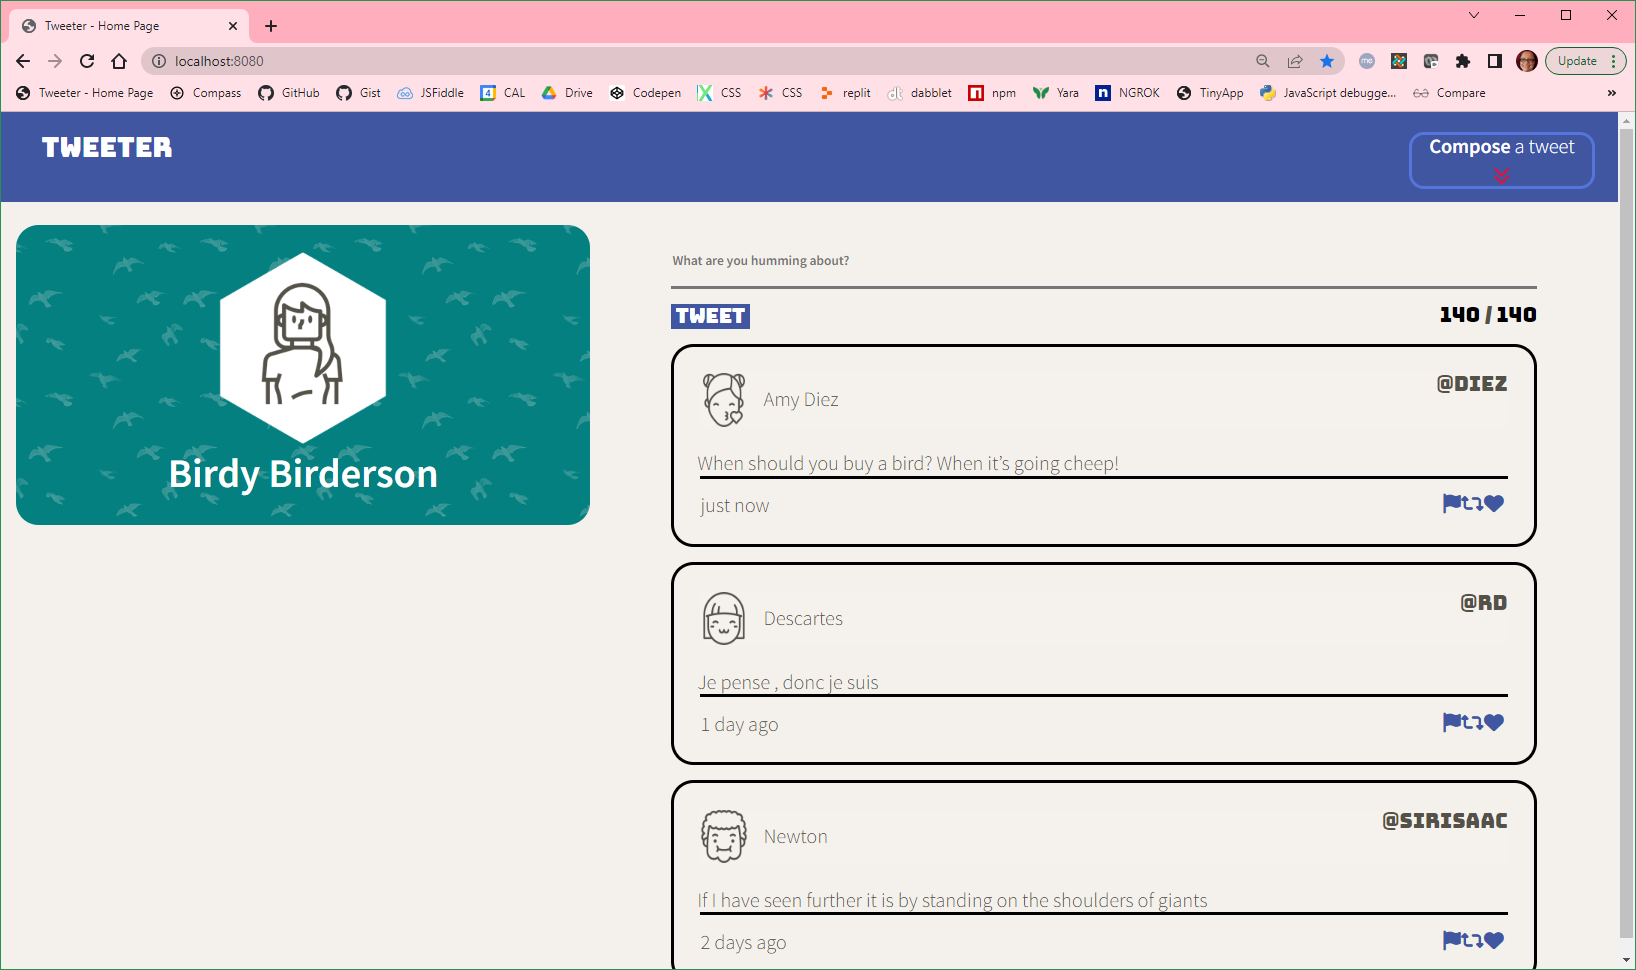 Tweeter - Home Page
localhost:8080
Update
Tweeter - Home Page Compass GitHub Gist JSFiddle 4 CAL Drive Codepen CSS CSS replit dabblet npm Yara n NGROK TinyApp JavaScript debugge... Compare »
TWEETER
Compose a tweet
Birdy Birderson
What are you humming about?
TWEET 140 / 140
Amy Diez @DIEZ
When should you buy a bird? When it’s going cheep!
just now
Descartes @RD
Je pense , donc je suis
1 day ago
Newton @SIRISAAC
If I have seen further it is by standing on the shoulders of giants
2 days ago